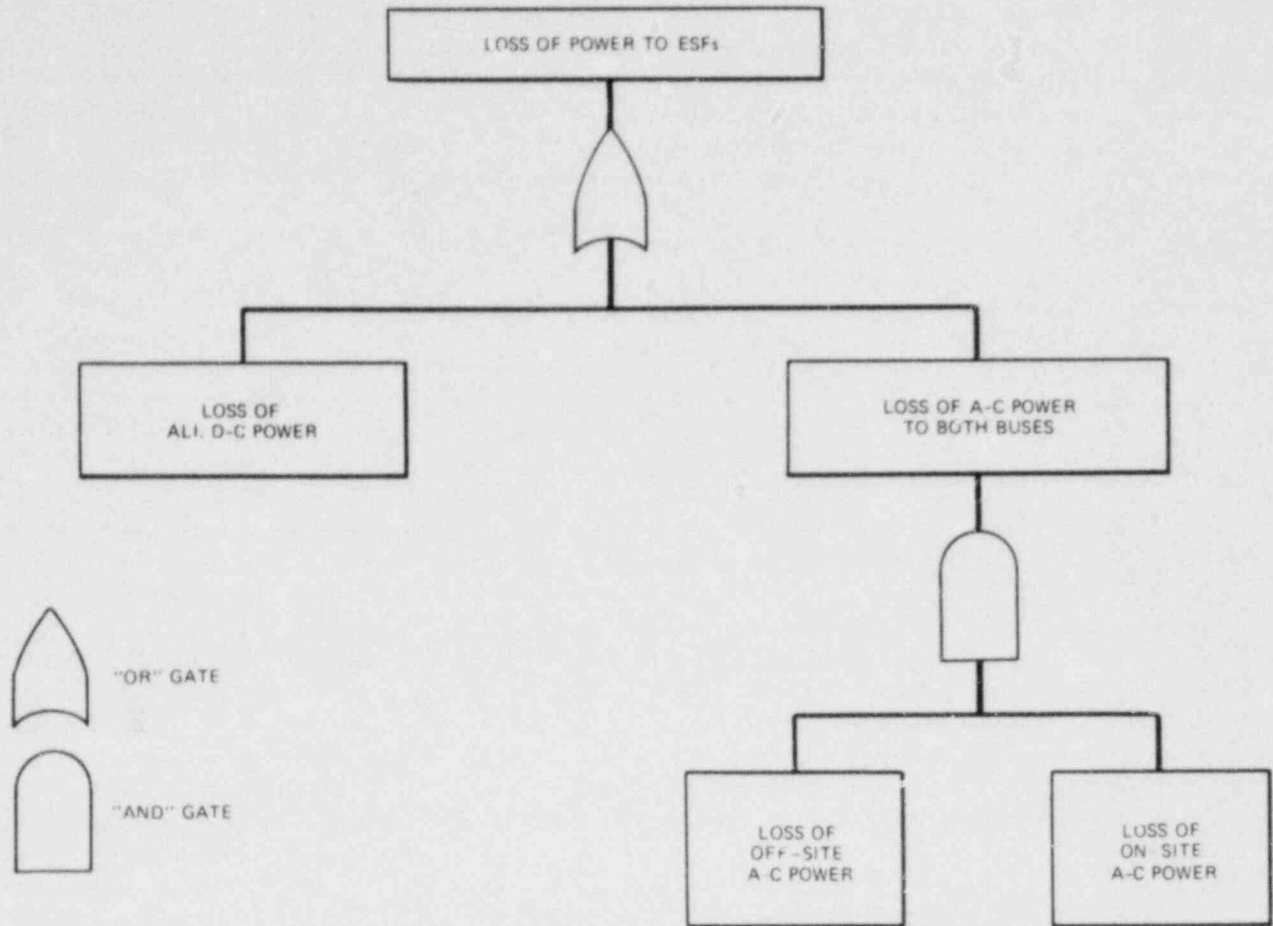 LOSS OF POWER TO ESFs
LOSS OF
ALL D-C POWER
LOSS OF A-C POWER
TO BOTH BUSES
"OR" GATE
"AND" GATE
LOSS OF
OFF-SITE
A-C POWER
LOSS OF
ON-SITE
A-C POWER